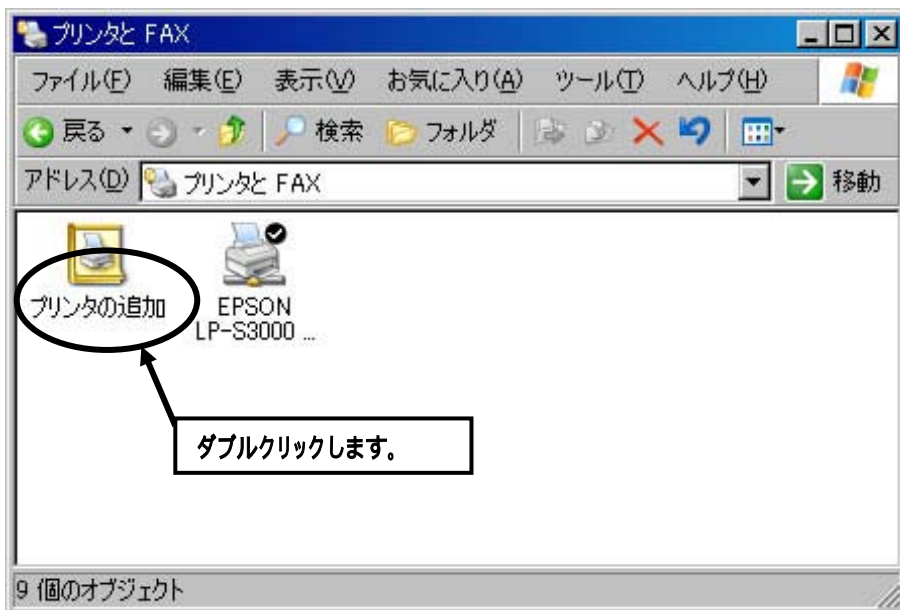 プリンタと FAX
ファイル(F) 編集(E) 表示(V) お気に入り(A) ツール(T) ヘルプ(H)
戻る 検索 フォルダ
アドレス(D) プリンタと FAX 移動
プリンタの追加
EPSON
LP-S3000 ...
ダブルクリックします。
9 個のオブジェクト